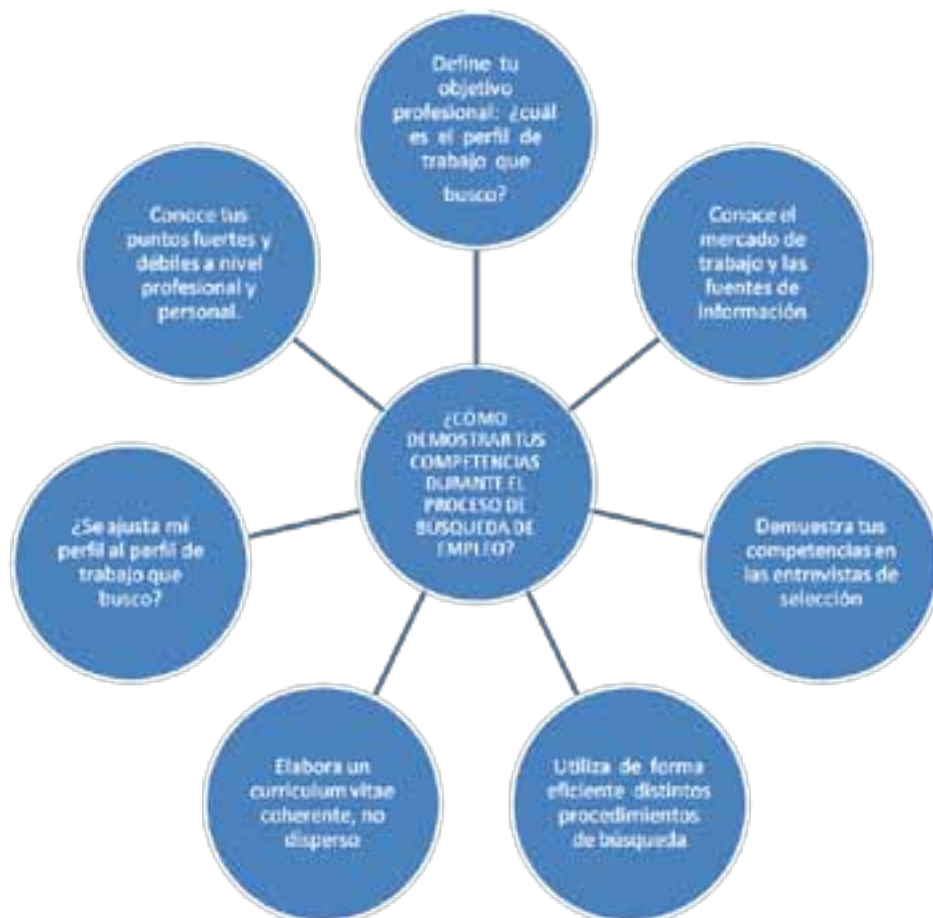 Define tu
objetivo
profesional: ¿cuál
es el perfil de
trabajo que
busco?
Conoce tus
puntos fuertes y
débiles a nivel
profesional y
personal.
Conoce el
mercado de
trabajo y las
fuentes de
información
¿CÓMO
DEMOSTRAR TUS
COMPETENCIAS
DURANTE EL
PROCESO DE
BÚSQUEDA DE
EMPLEO?
¿Se ajusta mi
perfil al perfil de
trabajo que
busco?
Demuestra tus
competencias en
las entrevistas de
selección
Elabora un
curriculum vitae
coherente, no
disperso
Utiliza de forma
eficiente distintos
procedimientos
de búsqueda